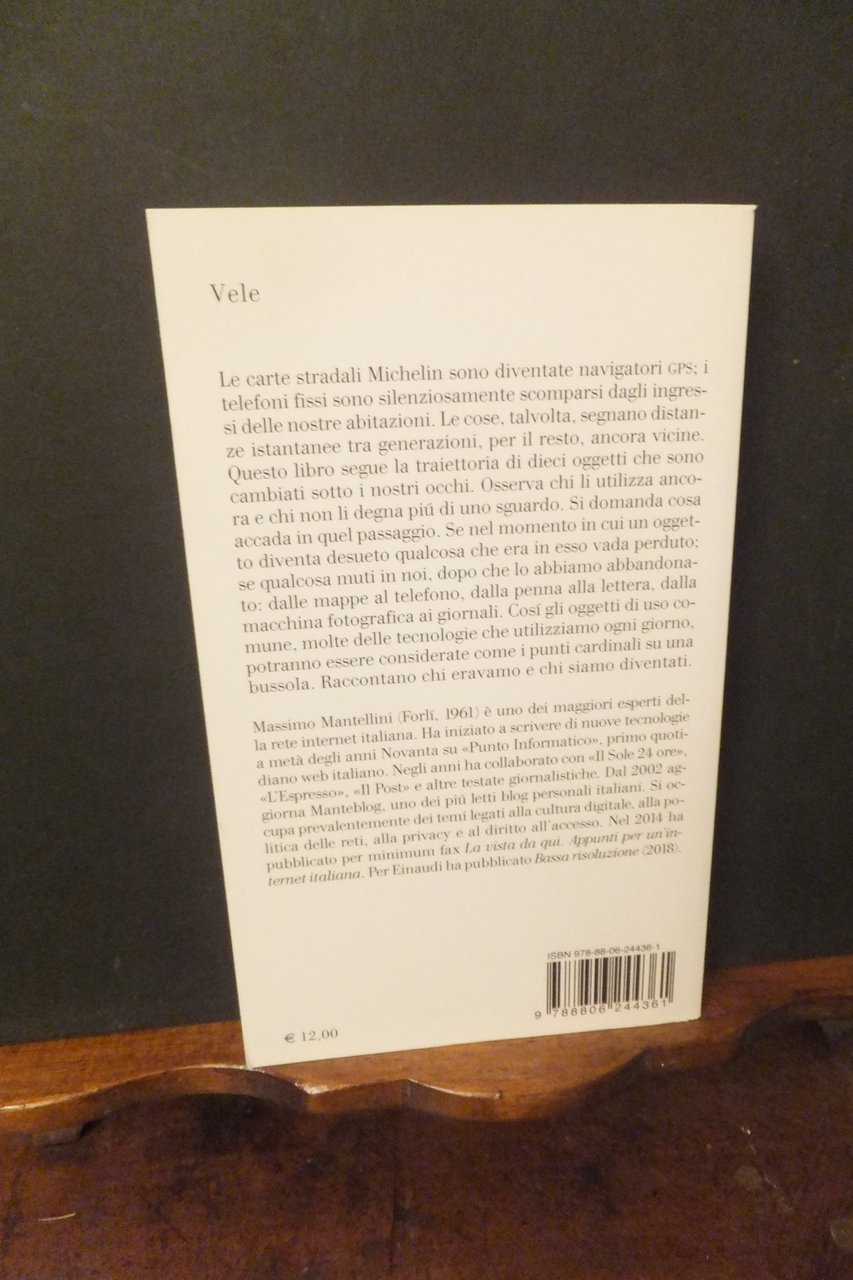 Vele
Le carte stradali Michelin sono diventate navigatori GPS; i
telefoni fissi sono silenziosamente scomparsi dagli ingres-
si delle nostre abitazioni. Le cose, talvolta, segnano distan-
ze istantanee tra generazioni, per il resto, ancora vicine.
Questo libro segue la traiettoria di dieci oggetti che sono
cambiati sotto i nostri occhi. Osserva chi li utilizza anco-
ra e chi non li degna piú di uno sguardo. Si domanda cosa
accada in quel passaggio. Se nel momento in cui un ogget-
to diventa desueto qualcosa che era in esso vada perduto;
se qualcosa muti in noi, dopo che lo abbiamo abbandona-
to: dalle mappe al telefono, dalla penna alla lettera, dalla
macchina fotografica ai giornali. Cosí gli oggetti di uso co-
mune, molte delle tecnologie che utilizziamo ogni giorno,
potranno essere considerate come i punti cardinali su una
bussola. Raccontano chi eravamo e chi siamo diventati.
Massimo Mantellini (Forlí, 1961) è uno dei maggiori esperti del-
la rete internet italiana. Ha iniziato a scrivere di nuove tecnologie
a metà degli anni Novanta su «Punto Informatico», primo quoti-
diano web italiano. Negli anni ha collaborato con «Il Sole 24 ore»,
«L'Espresso», «Il Post» e altre testate giornalistiche. Dal 2002 ag-
giorna Manteblog, uno dei piú letti blog personali italiani. Si oc-
cupa prevalentemente dei temi legati alla cultura digitale, alla po-
litica delle reti, alla privacy e al diritto all'accesso. Nel 2014 ha
pubblicato per minimum fax La vista da qui. Appunti per un'in-
ternet italiana. Per Einaudi ha pubblicato Bassa risoluzione (2018).
ISBN 978-88-06-24436-1
9 788806 244361
€ 12,00